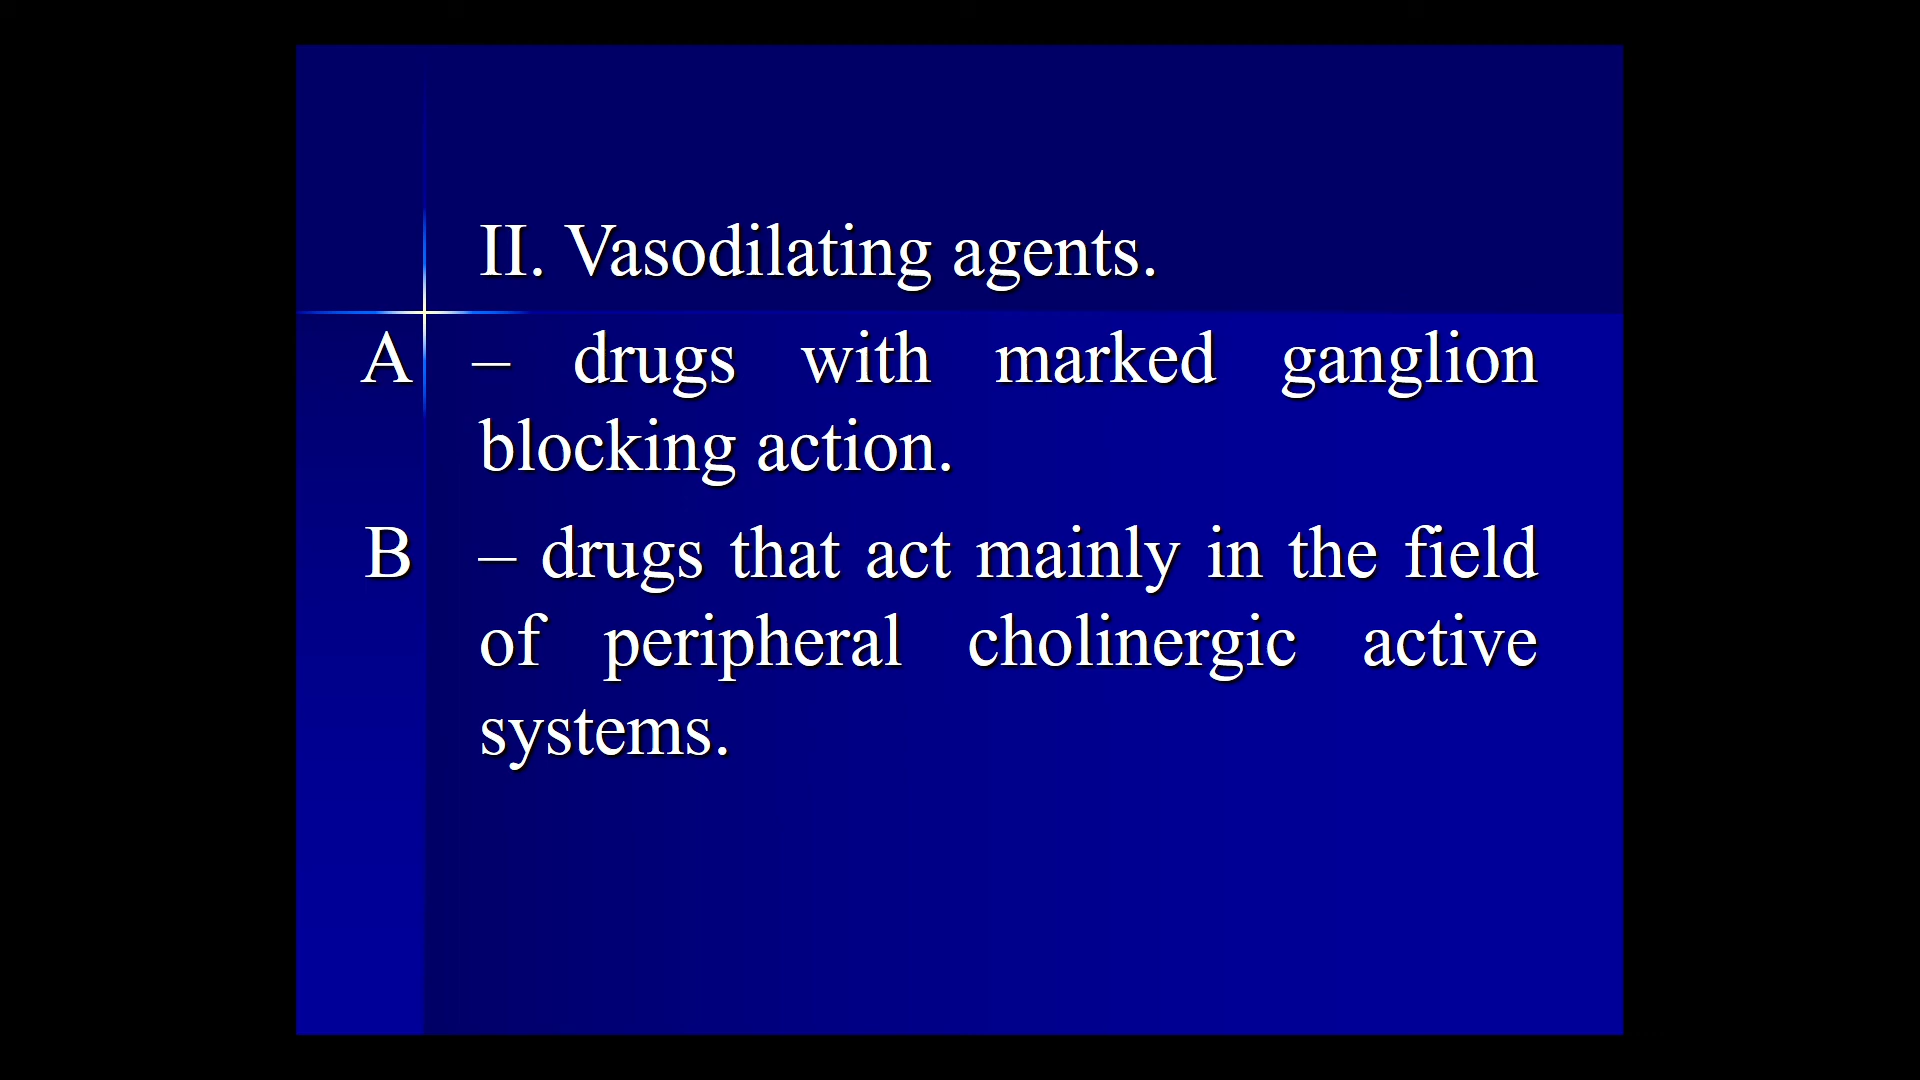 II. Vasodilating agents.
A – drugs with marked ganglion
blocking action.
B – drugs that act mainly in the field
of peripheral cholinergic active
systems.